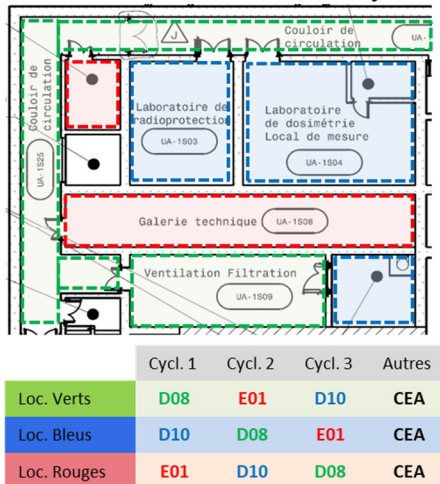 J
Couloir de
circulation
UA-
Couloir de
circulation
UA-1S25
Laboratoire de
radioprotection
UA-1S03
Laboratoire
de dosimétrie
Local de mesure
UA-1S04
Galerie technique UA-1S08
Ventilation Filtration
UA-1S09
Cycl. 1 Cycl. 2 Cycl. 3 Autres
Loc. Verts D08 E01 D10 CEA
Loc. Bleus D10 D08 E01 CEA
Loc. Rouges E01 D10 D08 CEA